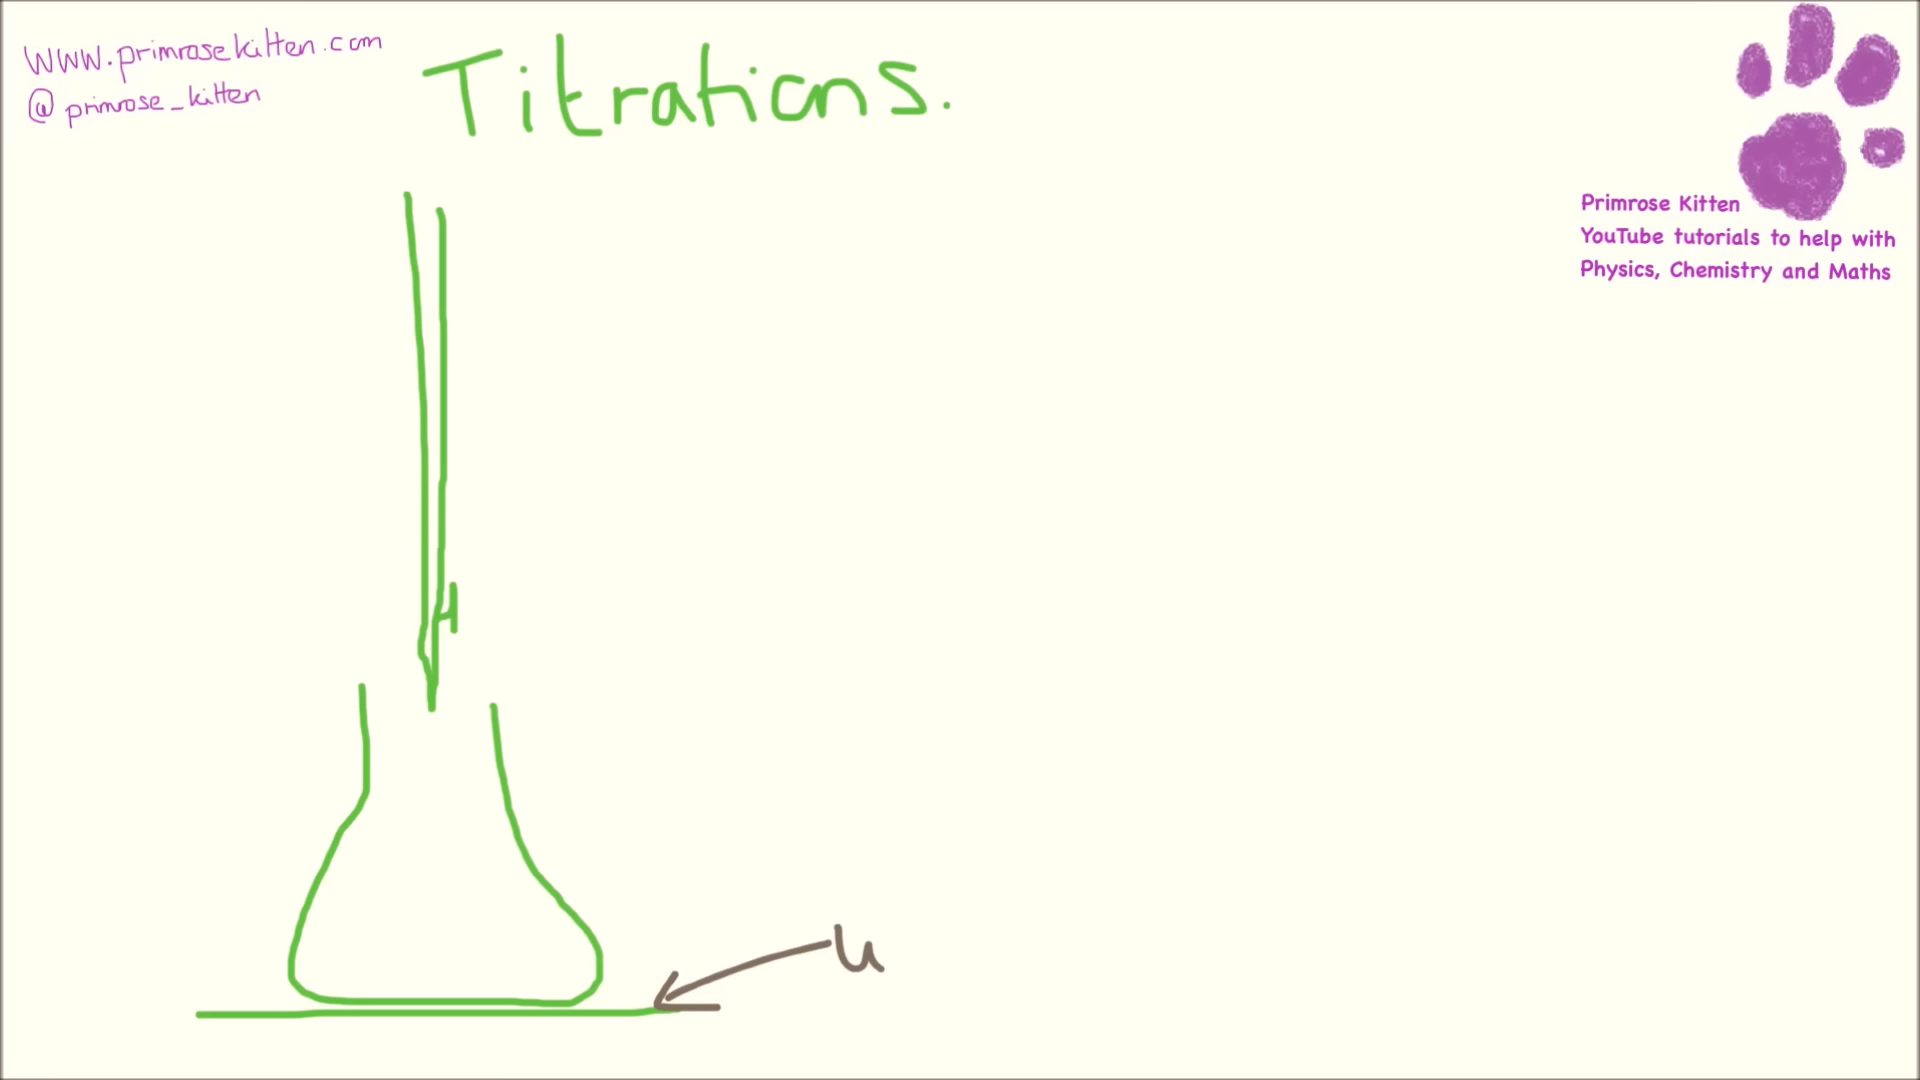 www.primrosekitten.com
@primrose_kitten
Titrations.
Primrose Kitten
YouTube tutorials to help with
Physics, Chemistry and Maths
u